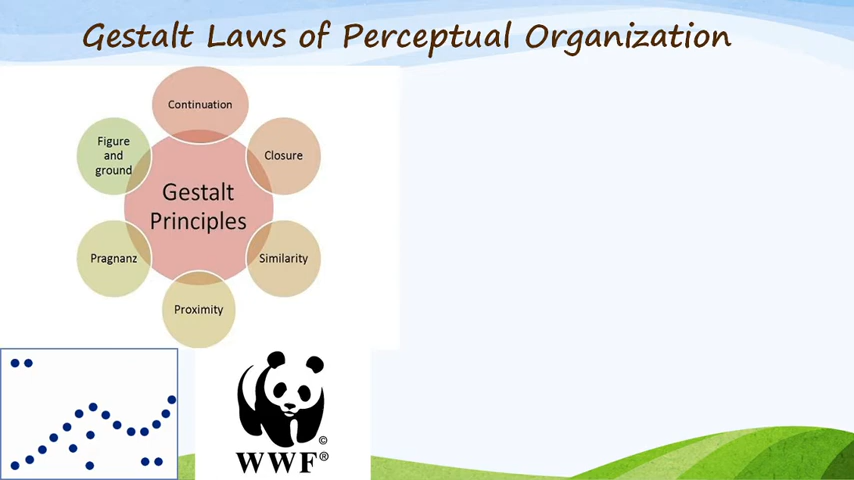 Gestalt Laws of Perceptual Organization
Continuation
Figure
and
ground
Closure
Gestalt
Principles
Pragnanz
Similarity
Proximity
©
WWF®